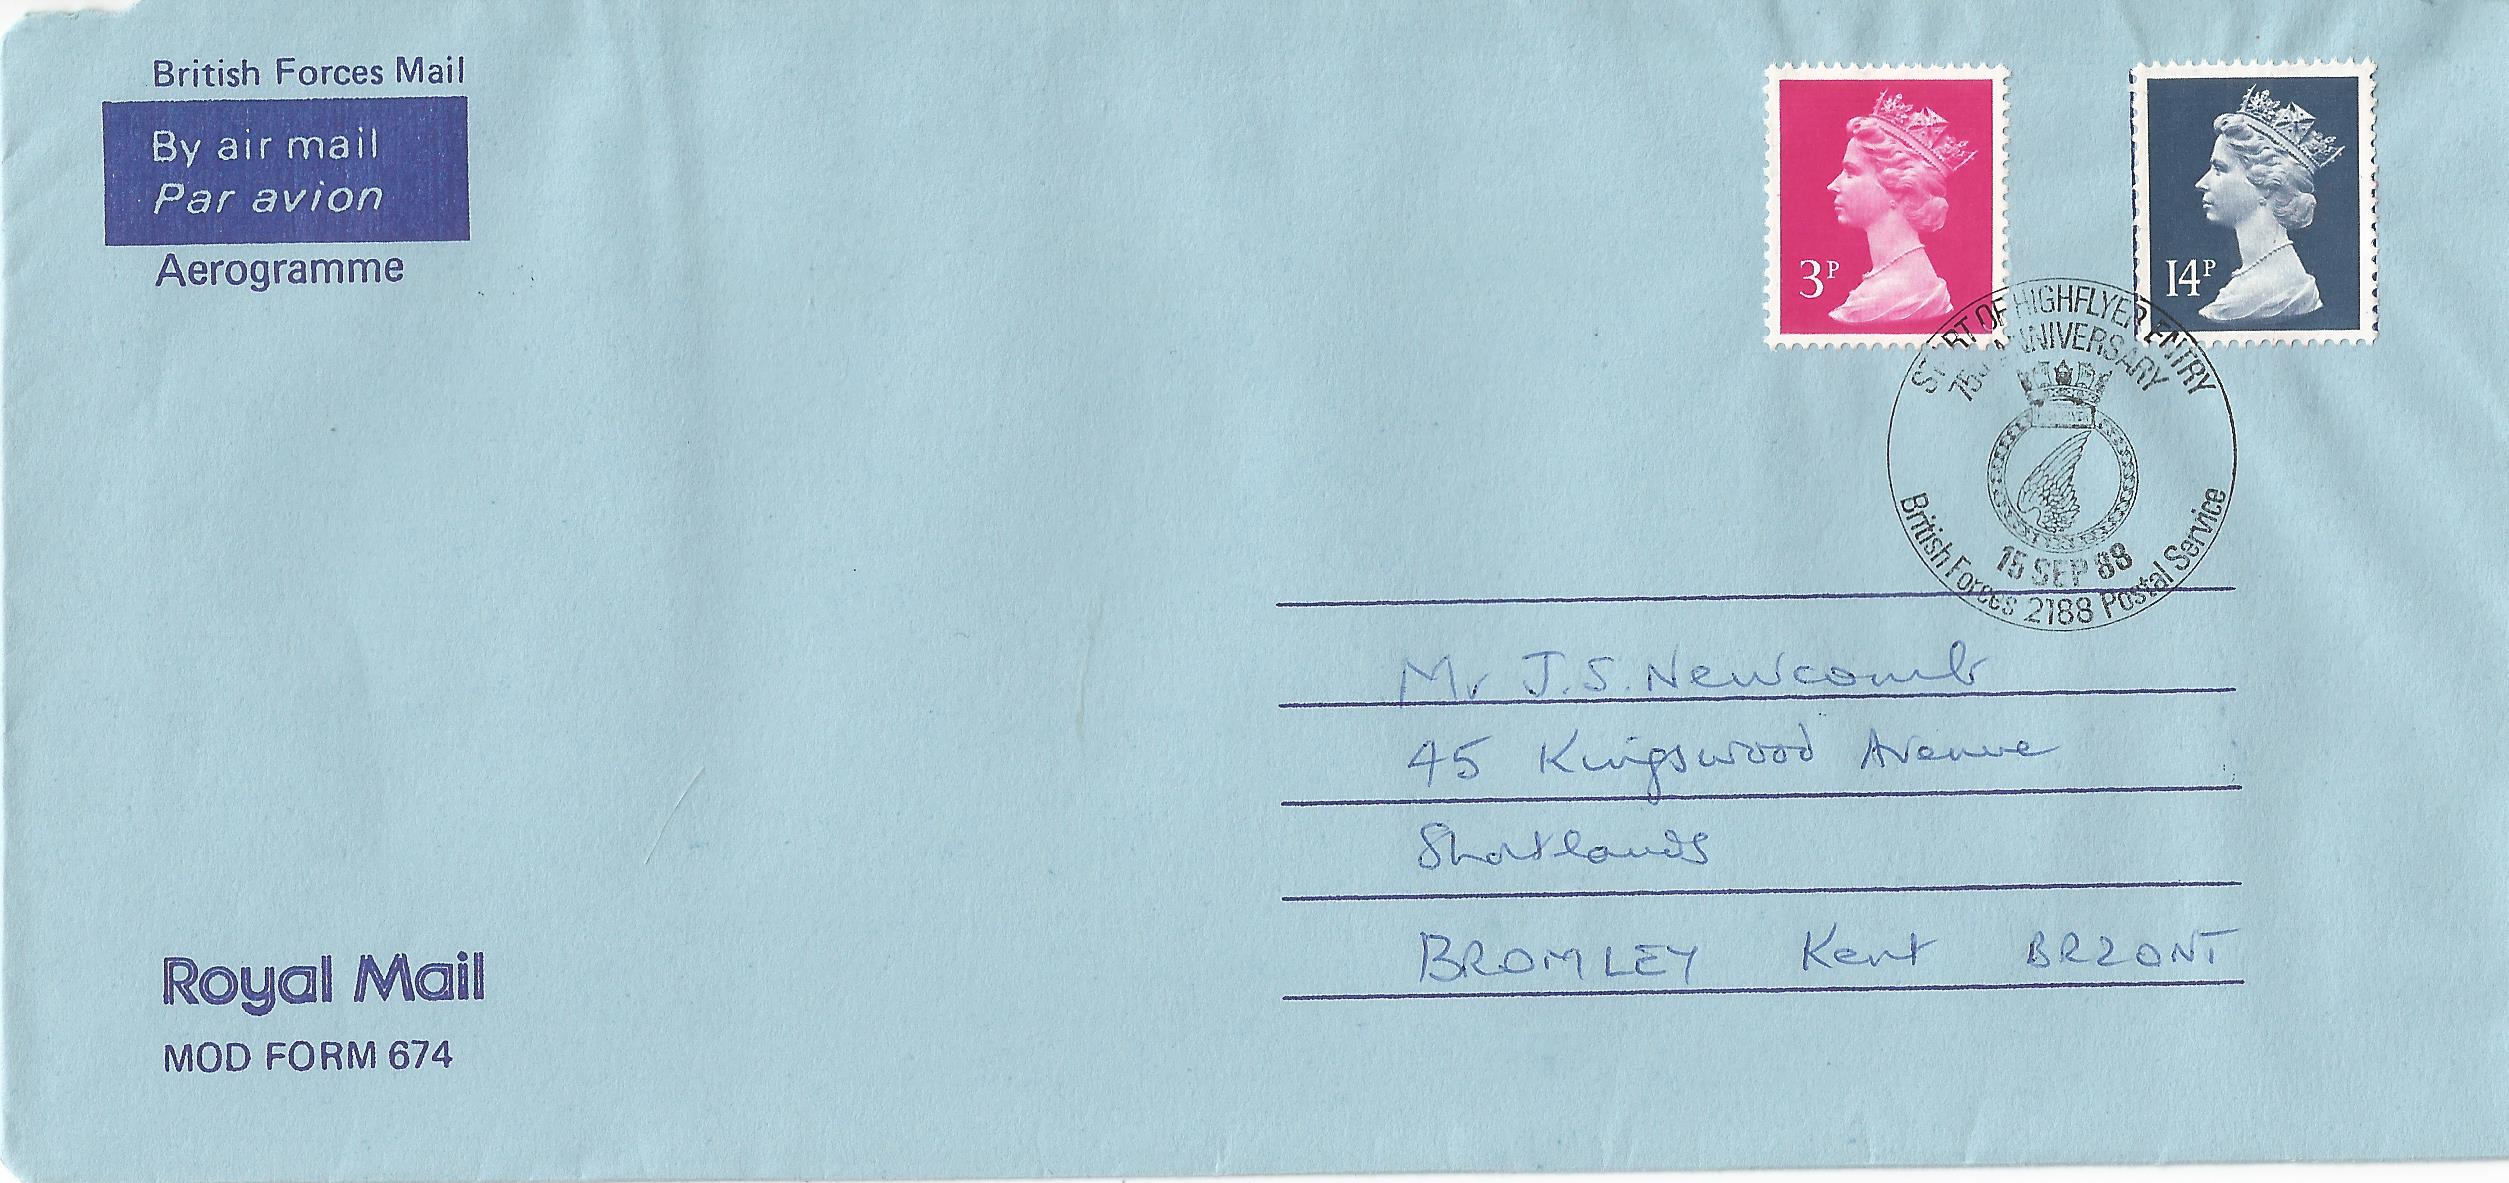 British Forces Mail
By air mail
Par avion
Aerogramme
3P
14P
START OF HIGHFLYER ENTRY
75th ANNIVERSARY
15 SEP 88
British Forces 2188 Postal Service
Mr J.S. Newcomb
45 Kingswood Avenue
Shortlands
BROMLEY Kent BR2 0NT
Royal Mail
MOD FORM 674